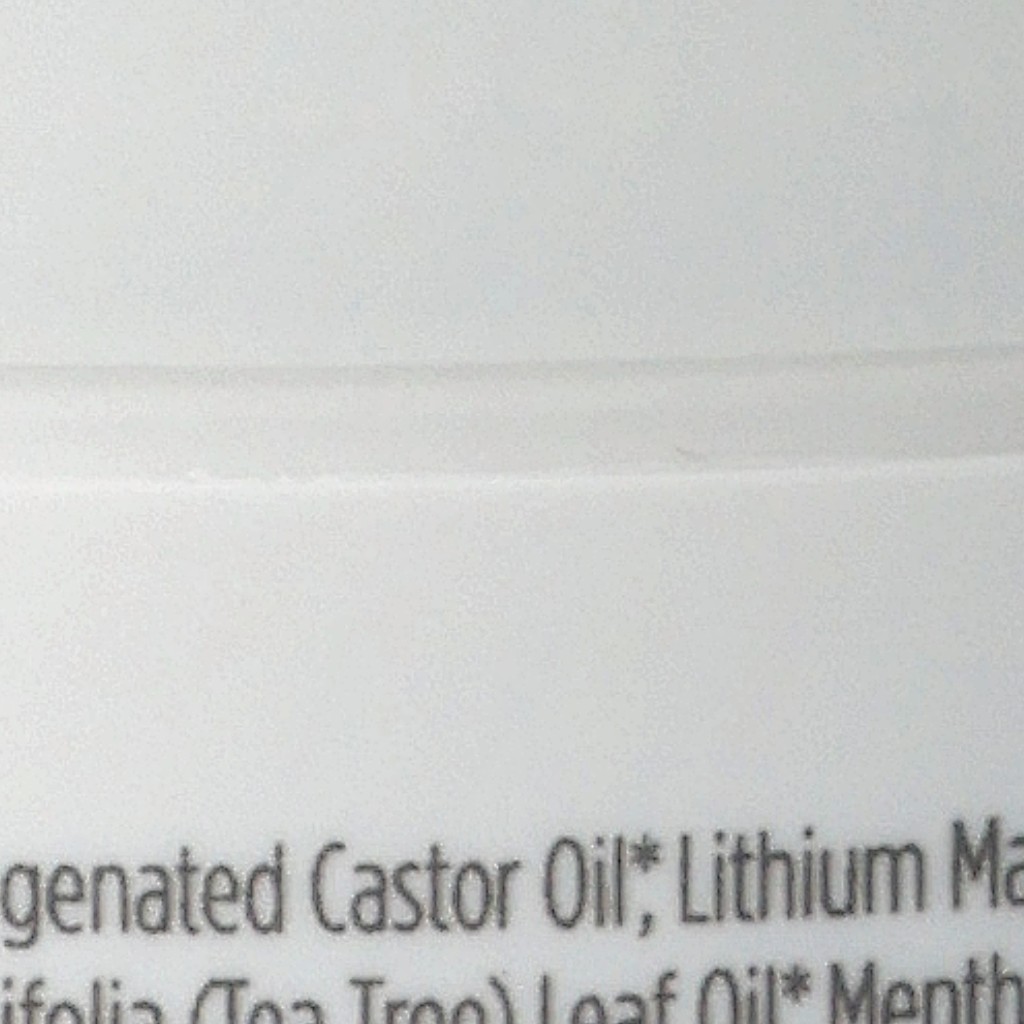 genated Castor Oil*, Lithium Ma
ifolia (Tea Tree) Leaf Oil* Menth